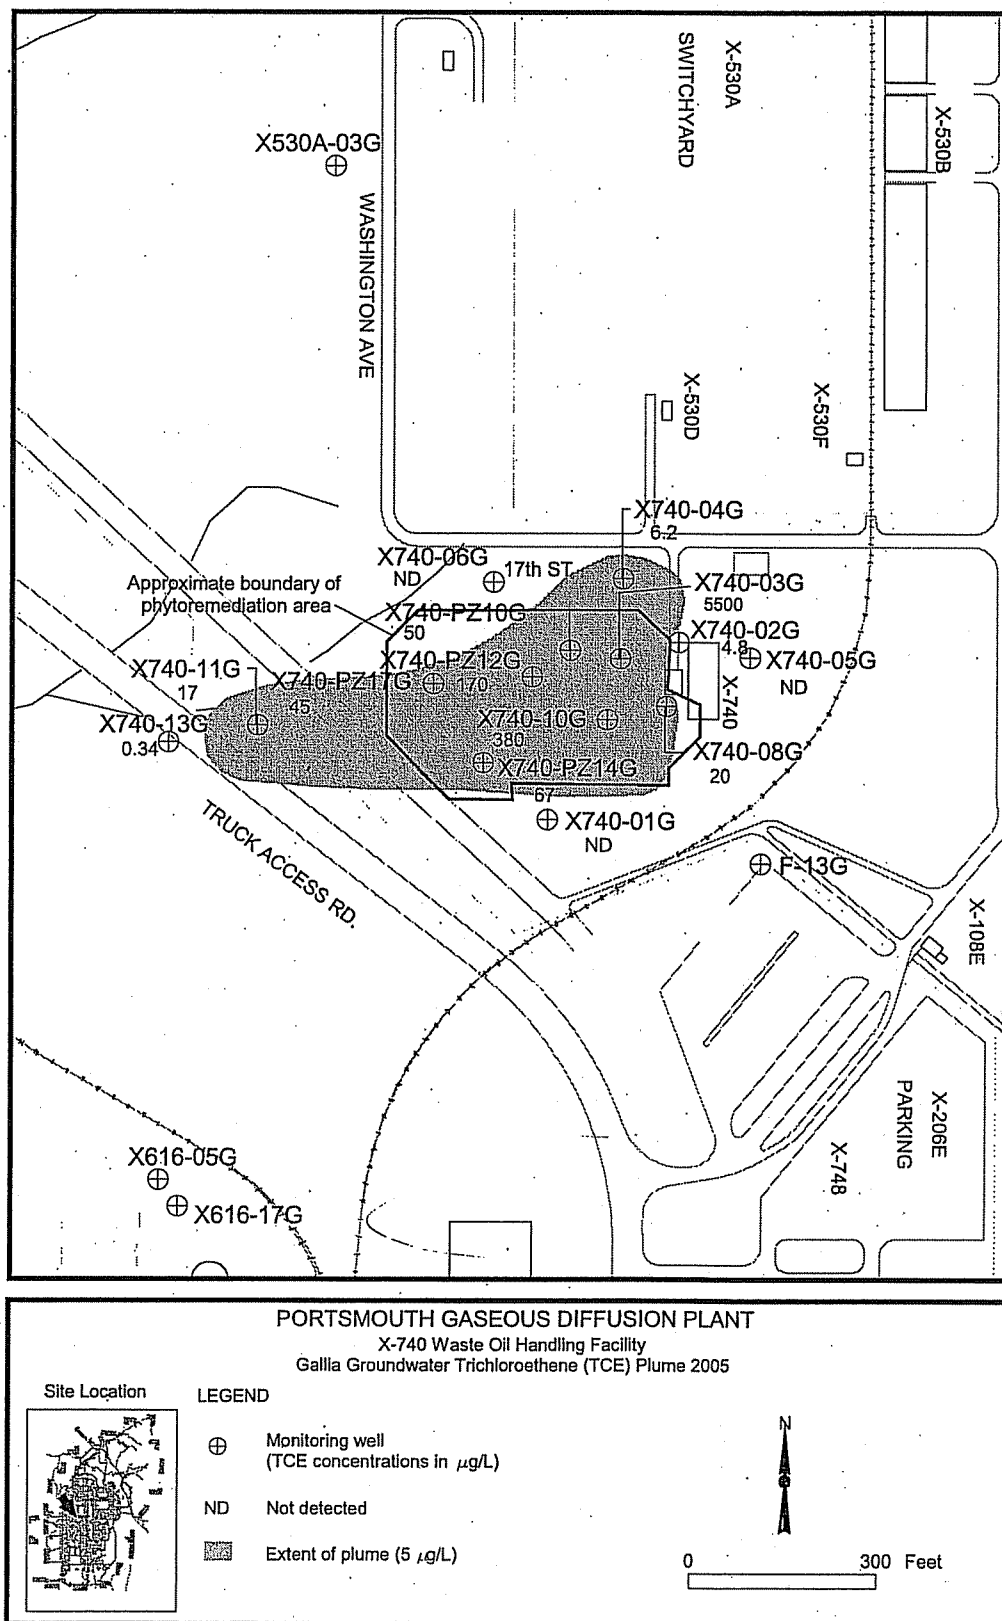 X-530A
SWITCHYARD
X-530B
X530A-03G
WASHINGTON AVE
X-530D
X-530F
X740-04G
6.2
X740-06G
ND
17th ST
Approximate boundary of
phytoremediation area
X740-03G
5500
X740-PZ10G
50
X740-02G
4.8
X740-05G
ND
X740-11G
17
X740-PZ12G
170
X740-PZ17G
45
X-740
X740-13G
0.34
X740-10G
380
X740-08G
20
X740-PZ14G
67
X740-01G
ND
TRUCK ACCESS RD.
F-13G
X-108E
X-206E
PARKING
X-748
X616-05G
X616-17G
PORTSMOUTH GASEOUS DIFFUSION PLANT
X-740 Waste Oil Handling Facility
Gallia Groundwater Trichloroethene (TCE) Plume 2005
Site Location
LEGEND
Monitoring well
(TCE concentrations in μg/L)
ND Not detected
Extent of plume (5 μg/L)
N
0 300 Feet